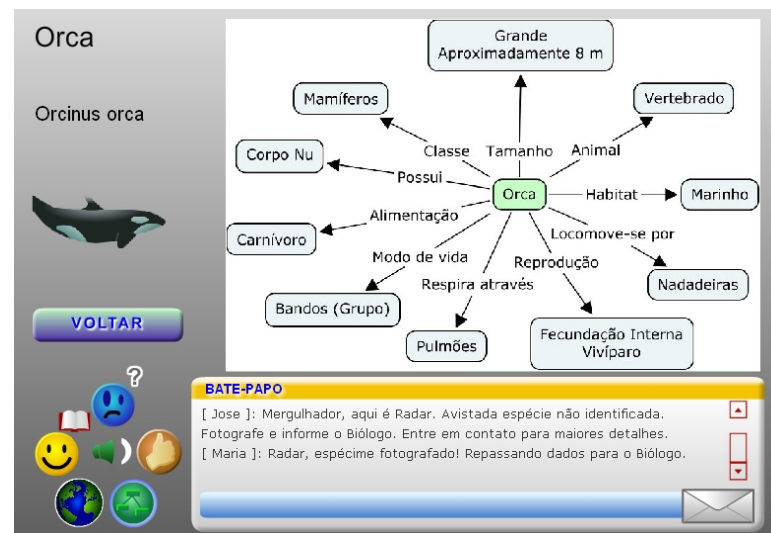 Orca
Orcinus orca
Grande
Aproximadamente 8 m
Mamíferos
Vertebrado
Classe
Tamanho
Animal
Corpo Nu
Possui
Orca
Habitat
Marinho
Alimentação
Carnívoro
Locomove-se por
Modo de vida
Reprodução
Respira através
Nadadeiras
Bandos (Grupo)
Pulmões
Fecundação Interna
Vivíparo
VOLTAR
?
BATE-PAPO
[ Jose ]: Mergulhador, aqui é Radar. Avistada espécie não identificada.
Fotografe e informe o Biólogo. Entre em contato para maiores detalhes.
[ Maria ]: Radar, espécime fotografado! Repassando dados para o Biólogo.